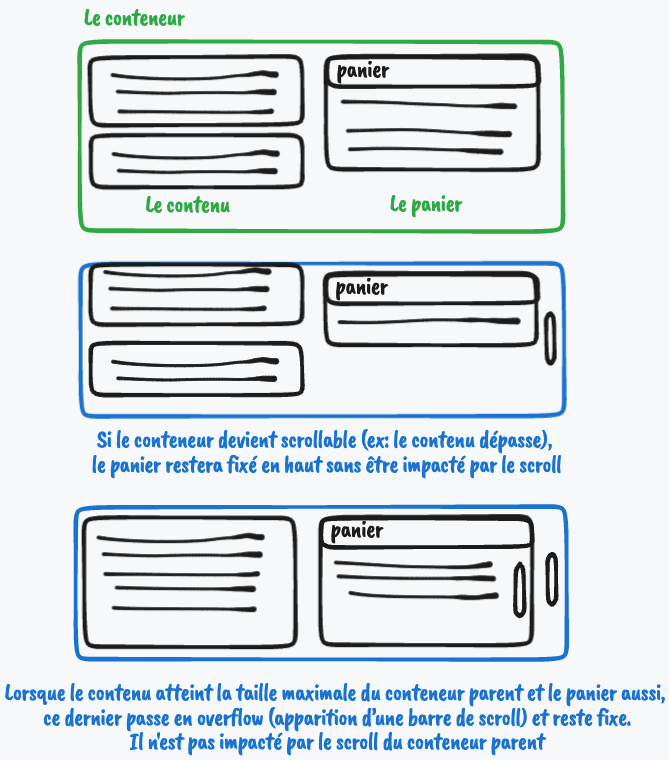 Le conteneur
panier
Le contenu
Le panier
panier
Si le conteneur devient scrollable (ex: le contenu dépasse),
le panier restera fixé en haut sans être impacté par le scroll
panier
Lorsque le contenu atteint la taille maximale du conteneur parent et le panier aussi,
ce dernier passe en overflow (apparition d'une barre de scroll) et reste fixe.
Il n'est pas impacté par le scroll du conteneur parent